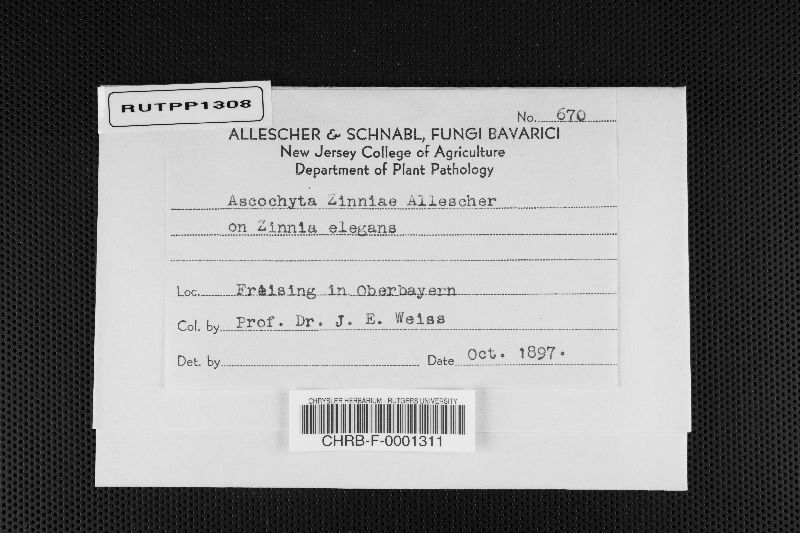 RUTPP1308
No. 670
ALLESCHER & SCHNABL, FUNGI BAVARICI
New Jersey College of Agriculture
Department of Plant Pathology
Ascochyta Zinniae Allescher
on Zinnia elegans
Loc. Freising in Oberbayern
Col. by Prof. Dr. J. E. Weiss
Det. by
Date Oct. 1897.
CHRYSLER HERBARIUM - RUTGERS UNIVERSITY
CHRB-F-0001311